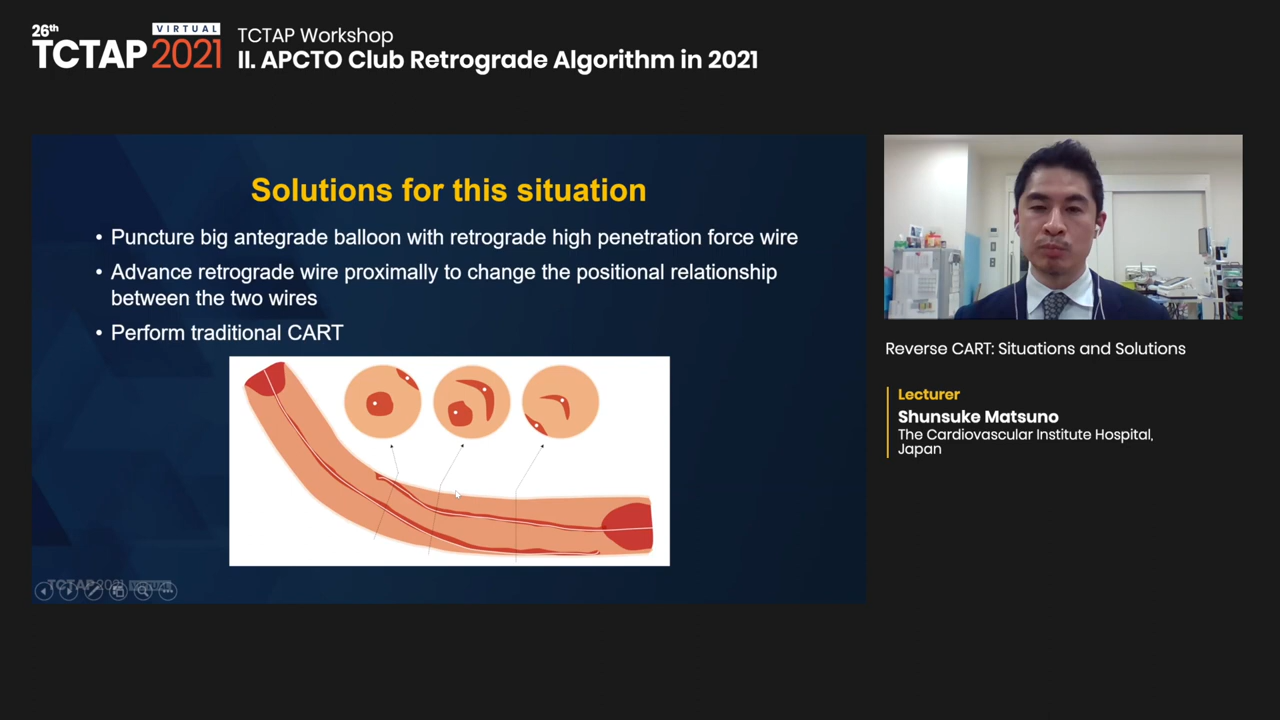 26th
VIRTUAL
TCTAP 2021
TCTAP Workshop
II. APCTO Club Retrograde Algorithm in 2021
Solutions for this situation
• Puncture big antegrade balloon with retrograde high penetration force wire
• Advance retrograde wire proximally to change the positional relationship
between the two wires
• Perform traditional CART
TCTAP2021 VIRTUAL
Reverse CART: Situations and Solutions
Lecturer
Shunsuke Matsuno
The Cardiovascular Institute Hospital,
Japan